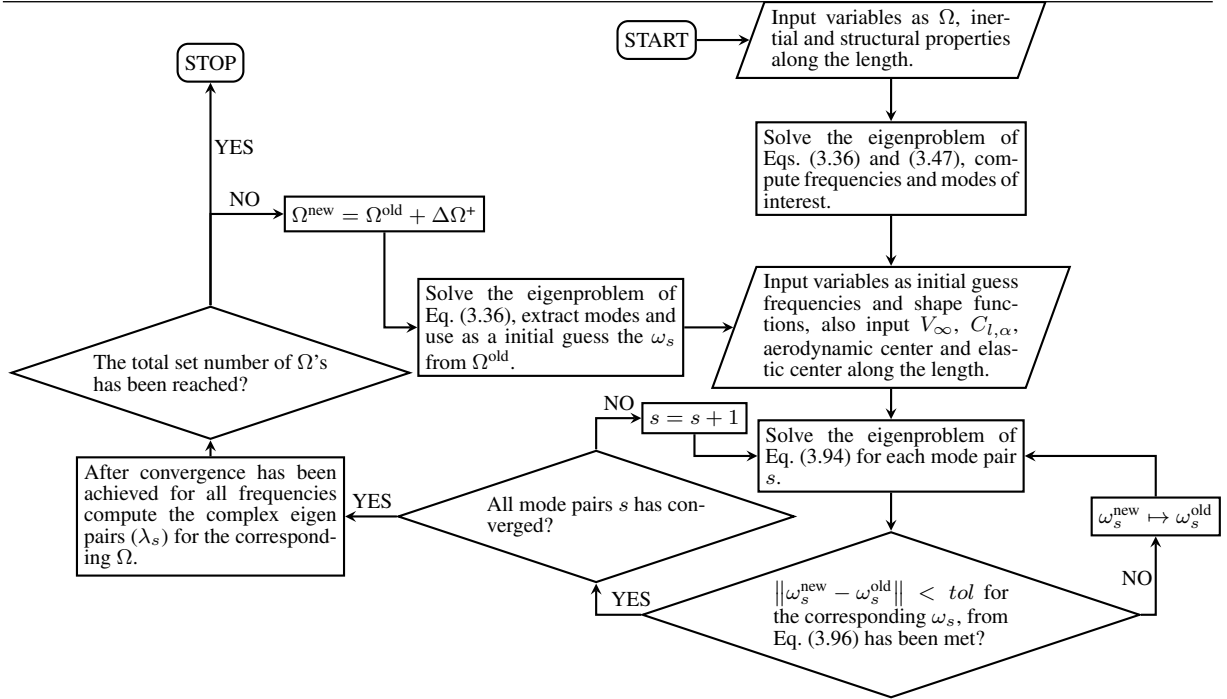 START
Input variables as Ω, iner-
tial and structural properties
along the length.
STOP
Solve the eigenproblem of
Eqs. (3.36) and (3.47), com-
pute frequencies and modes of
interest.
YES
NO
Ω^new = Ω^old + ΔΩ^+
Solve the eigenproblem of
Eq. (3.36), extract modes and
use as a initial guess the ω_s
from Ω^old.
Input variables as initial guess
frequencies and shape func-
tions, also input V_∞, C_l,α,
aerodynamic center and elas-
tic center along the length.
The total set number of Ω's
has been reached?
NO
s = s + 1
Solve the eigenproblem of
Eq. (3.94) for each mode pair
s.
After convergence has been
achieved for all frequencies
compute the complex eigen
pairs (λ_s) for the correspond-
ing Ω.
YES
All mode pairs s has con-
verged?
ω_s^new ↦ ω_s^old
NO
YES
‖ω_s^new − ω_s^old‖ < tol for
the corresponding ω_s, from
Eq. (3.96) has been met?